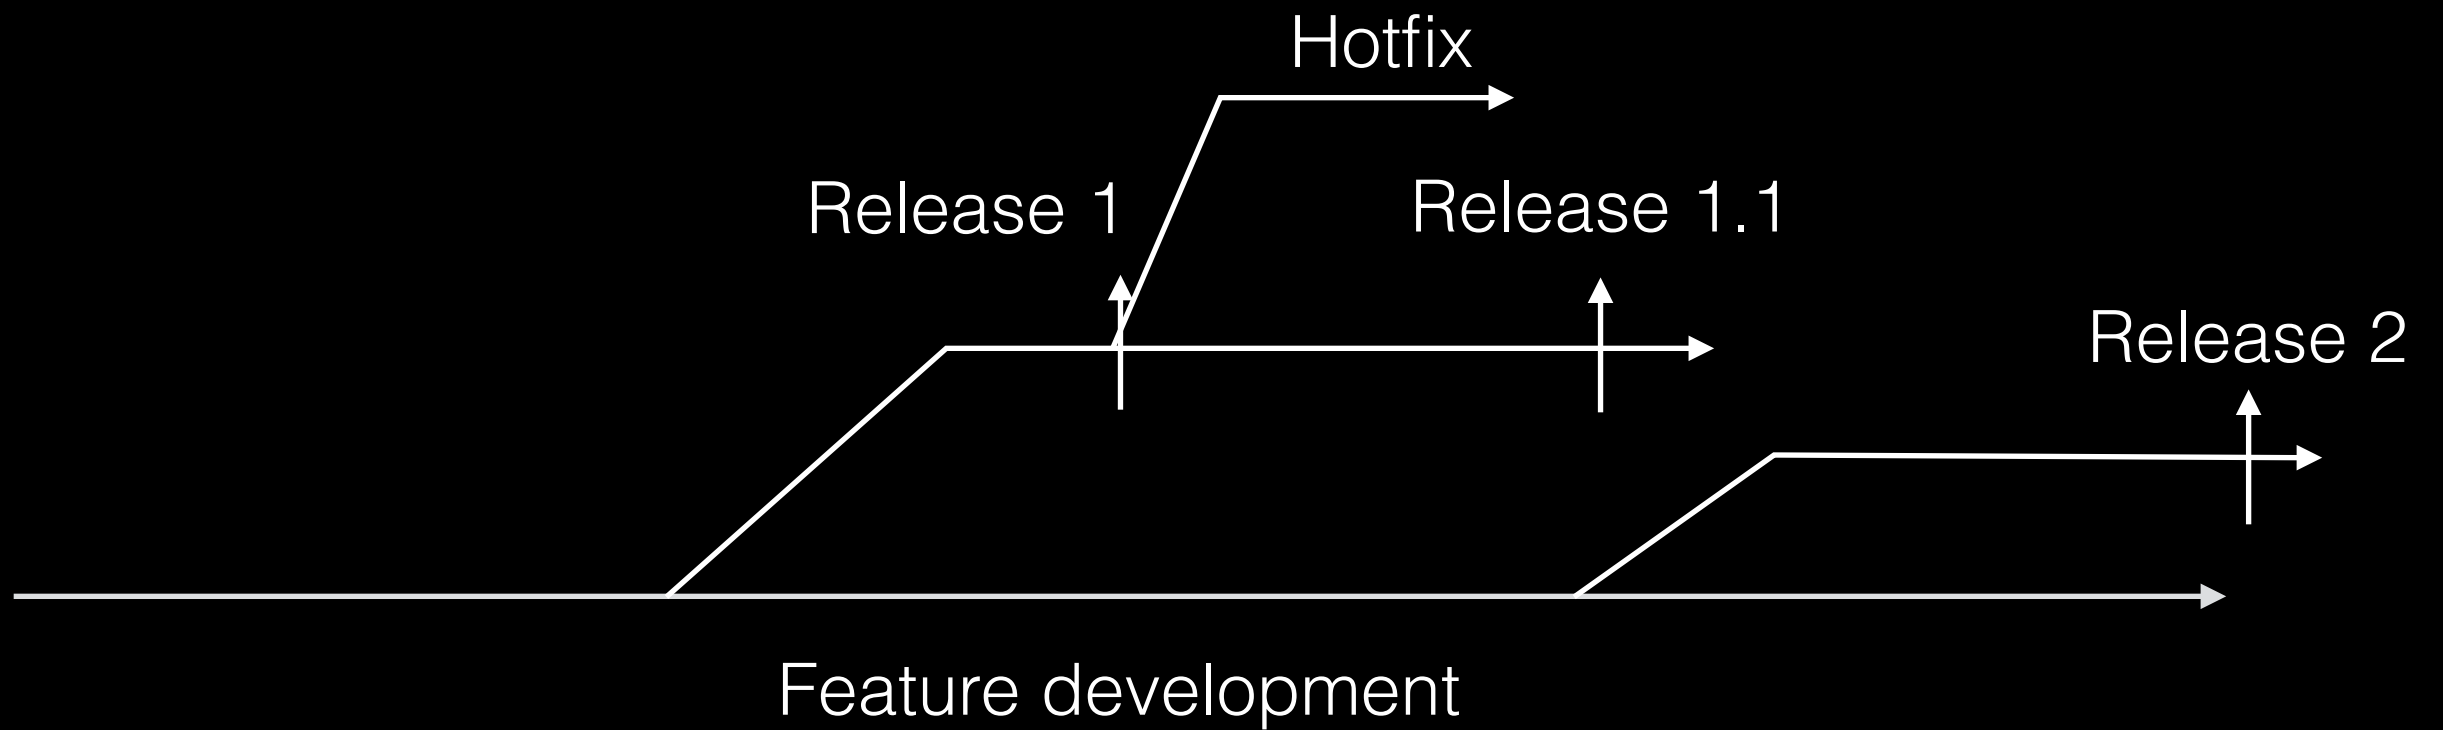 Hotfix
Release 1
Release 1.1
Release 2
Feature development